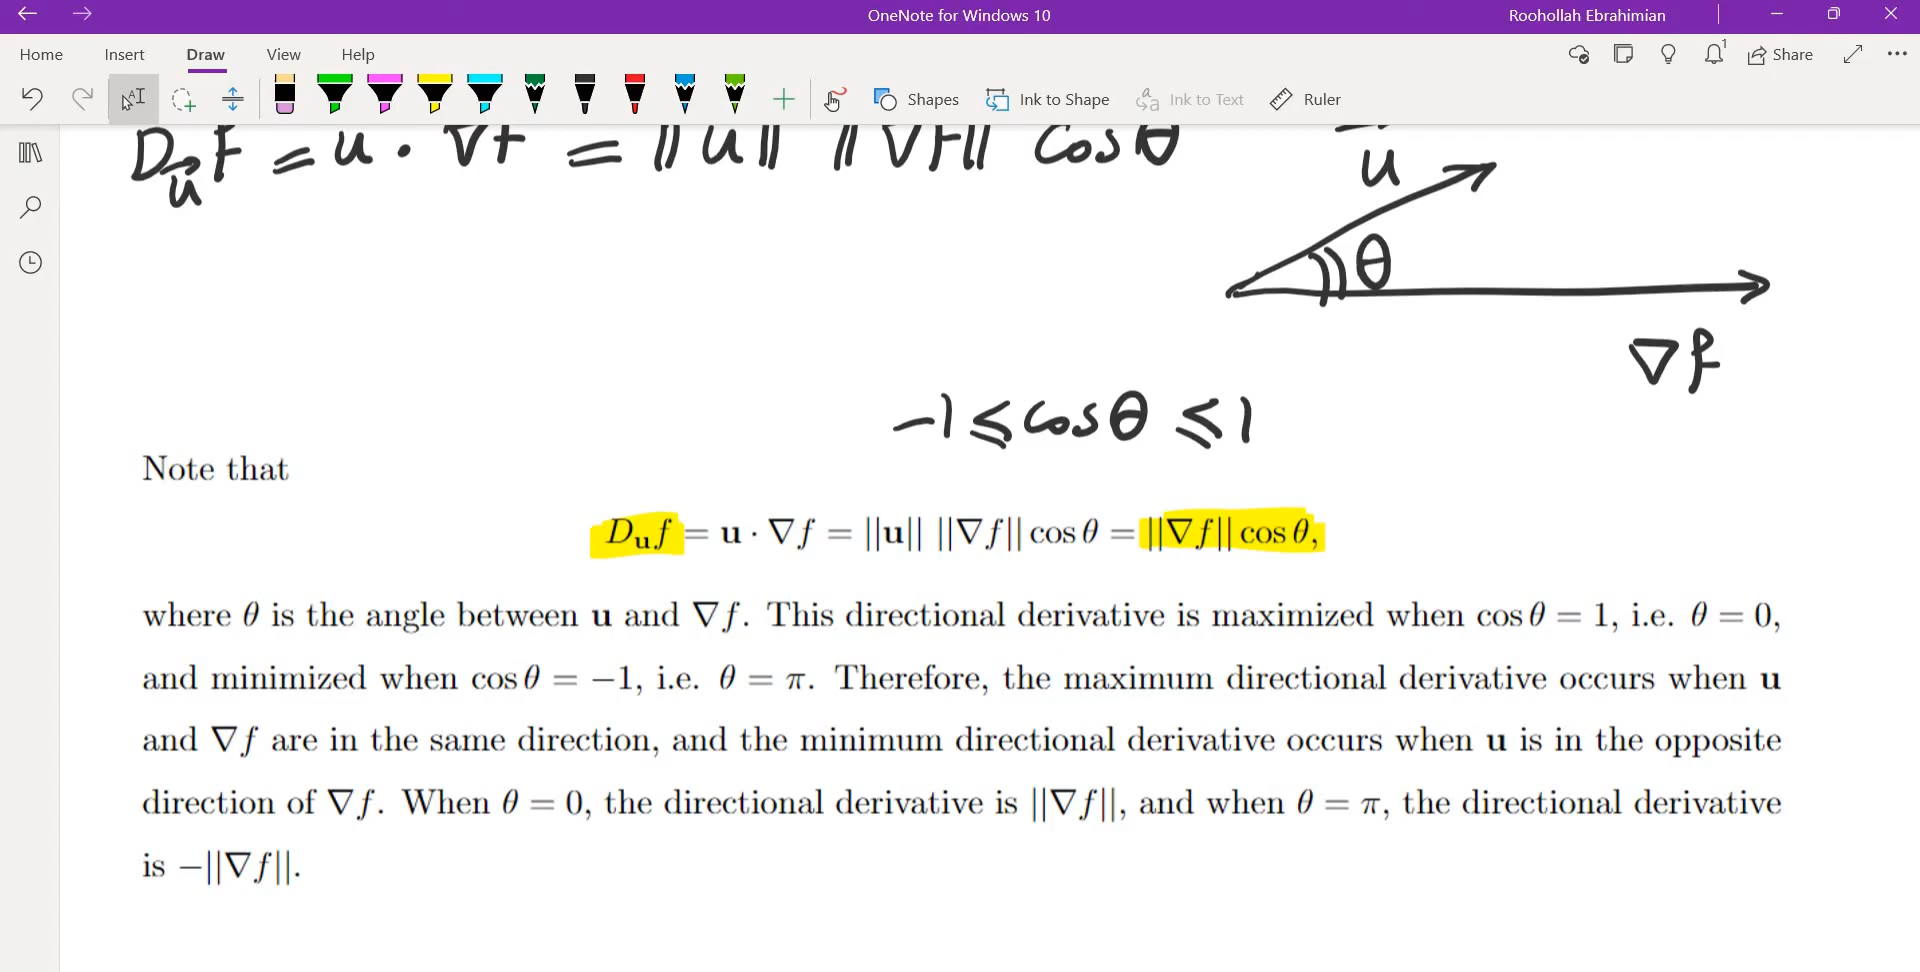 OneNote for Windows 10
Roohollah Ebrahimian
Home Insert Draw View Help
1 Share
Shapes Ink to Shape Ink to Text Ruler
D_u⃗ f = u · ∇f = ||u|| ||∇f|| cos θ
u
θ
∇f
-1 ≤ cos θ ≤ 1
Note that
D_𝐮 f = 𝐮 · ∇f = ||𝐮|| ||∇f|| cos θ = ||∇f|| cos θ,
where θ is the angle between 𝐮 and ∇f. This directional derivative is maximized when cos θ = 1, i.e. θ = 0,
and minimized when cos θ = −1, i.e. θ = π. Therefore, the maximum directional derivative occurs when 𝐮
and ∇f are in the same direction, and the minimum directional derivative occurs when 𝐮 is in the opposite
direction of ∇f. When θ = 0, the directional derivative is ||∇f||, and when θ = π, the directional derivative
is −||∇f||.